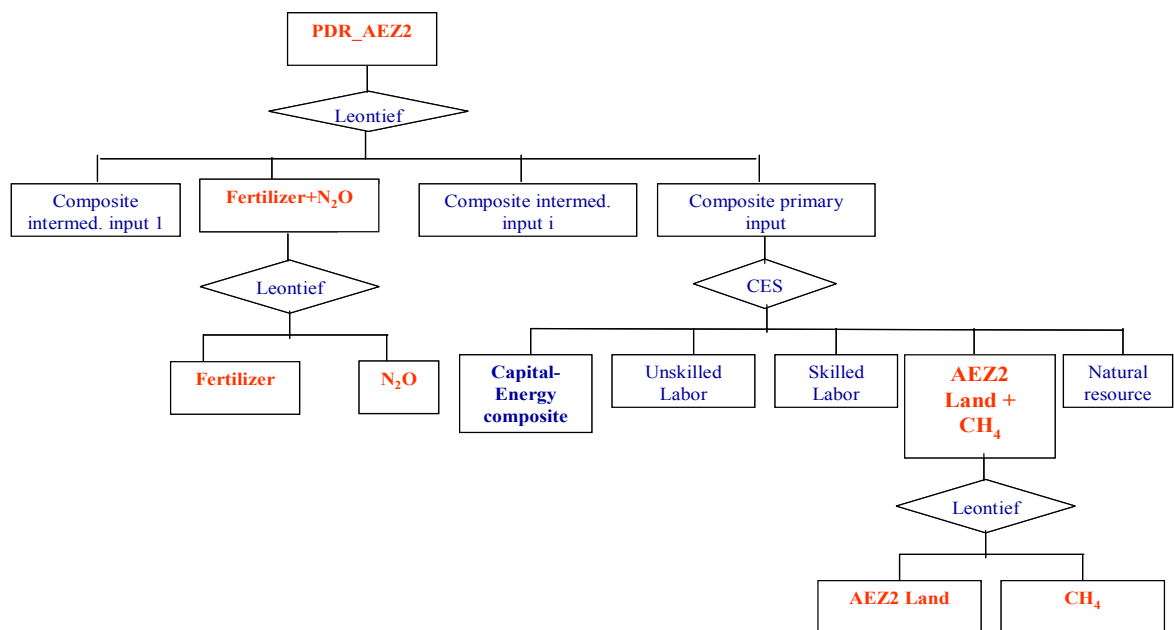 PDR_AEZ2
Leontief
Composite
intermed. input 1
Fertilizer+N₂O
Composite intermed.
input i
Composite primary
input
Leontief
CES
Fertilizer
N₂O
Capital-
Energy
composite
Unskilled
Labor
Skilled
Labor
AEZ2
Land +
CH₄
Natural
resource
Leontief
AEZ2 Land
CH₄